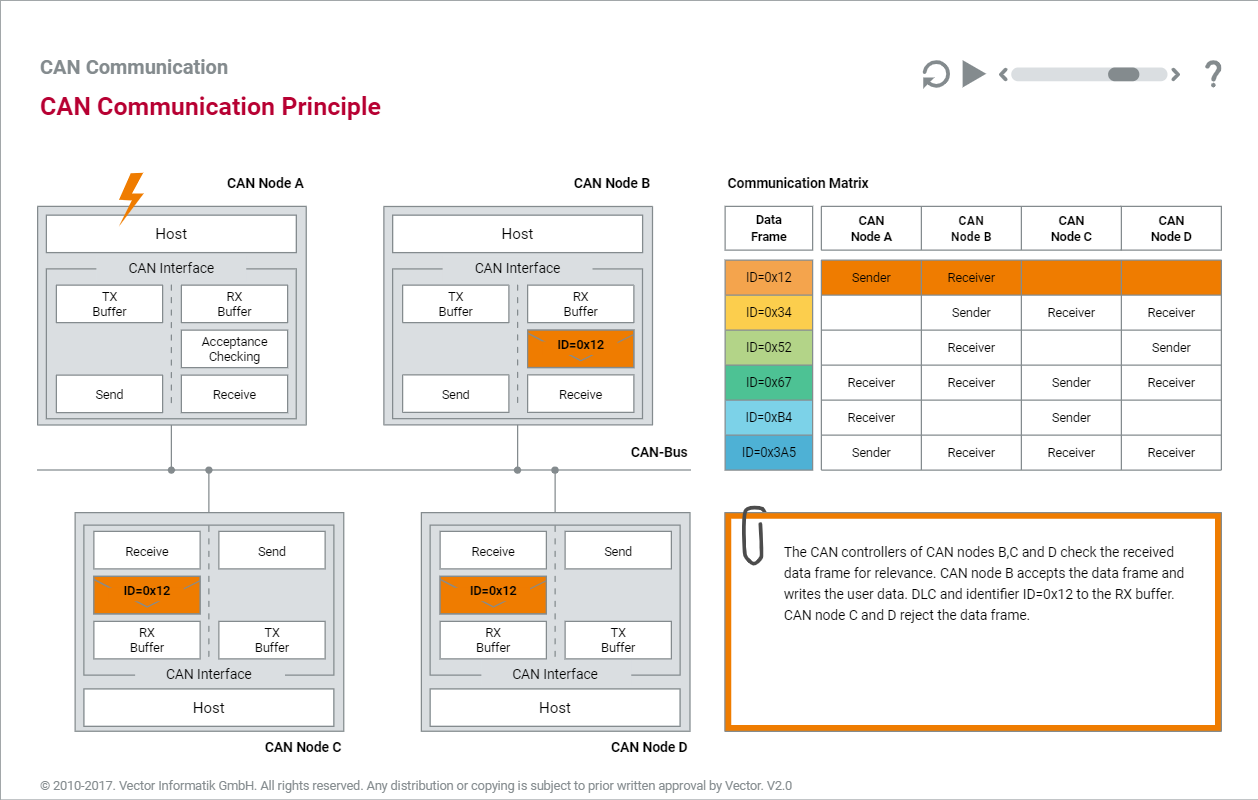 CAN Communication
CAN Communication Principle
?
CAN Node A
Host
CAN Interface
TX
Buffer
RX
Buffer
Acceptance
Checking
Send
Receive
CAN Node B
Host
CAN Interface
TX
Buffer
RX
Buffer
ID=0x12
Send
Receive
CAN-Bus
Receive
Send
ID=0x12
RX
Buffer
TX
Buffer
CAN Interface
Host
CAN Node C
Receive
Send
ID=0x12
RX
Buffer
TX
Buffer
CAN Interface
Host
CAN Node D
Communication Matrix
Data
Frame
CAN
Node A
CAN
Node B
CAN
Node C
CAN
Node D
ID=0x12 Sender Receiver
ID=0x34 Sender Receiver Receiver
ID=0x52 Receiver Sender
ID=0x67 Receiver Receiver Sender Receiver
ID=0xB4 Receiver Sender
ID=0x3A5 Sender Receiver Receiver Receiver
The CAN controllers of CAN nodes B,C and D check the received
data frame for relevance. CAN node B accepts the data frame and
writes the user data. DLC and identifier ID=0x12 to the RX buffer.
CAN node C and D reject the data frame.
© 2010-2017. Vector Informatik GmbH. All rights reserved. Any distribution or copying is subject to prior written approval by Vector. V2.0